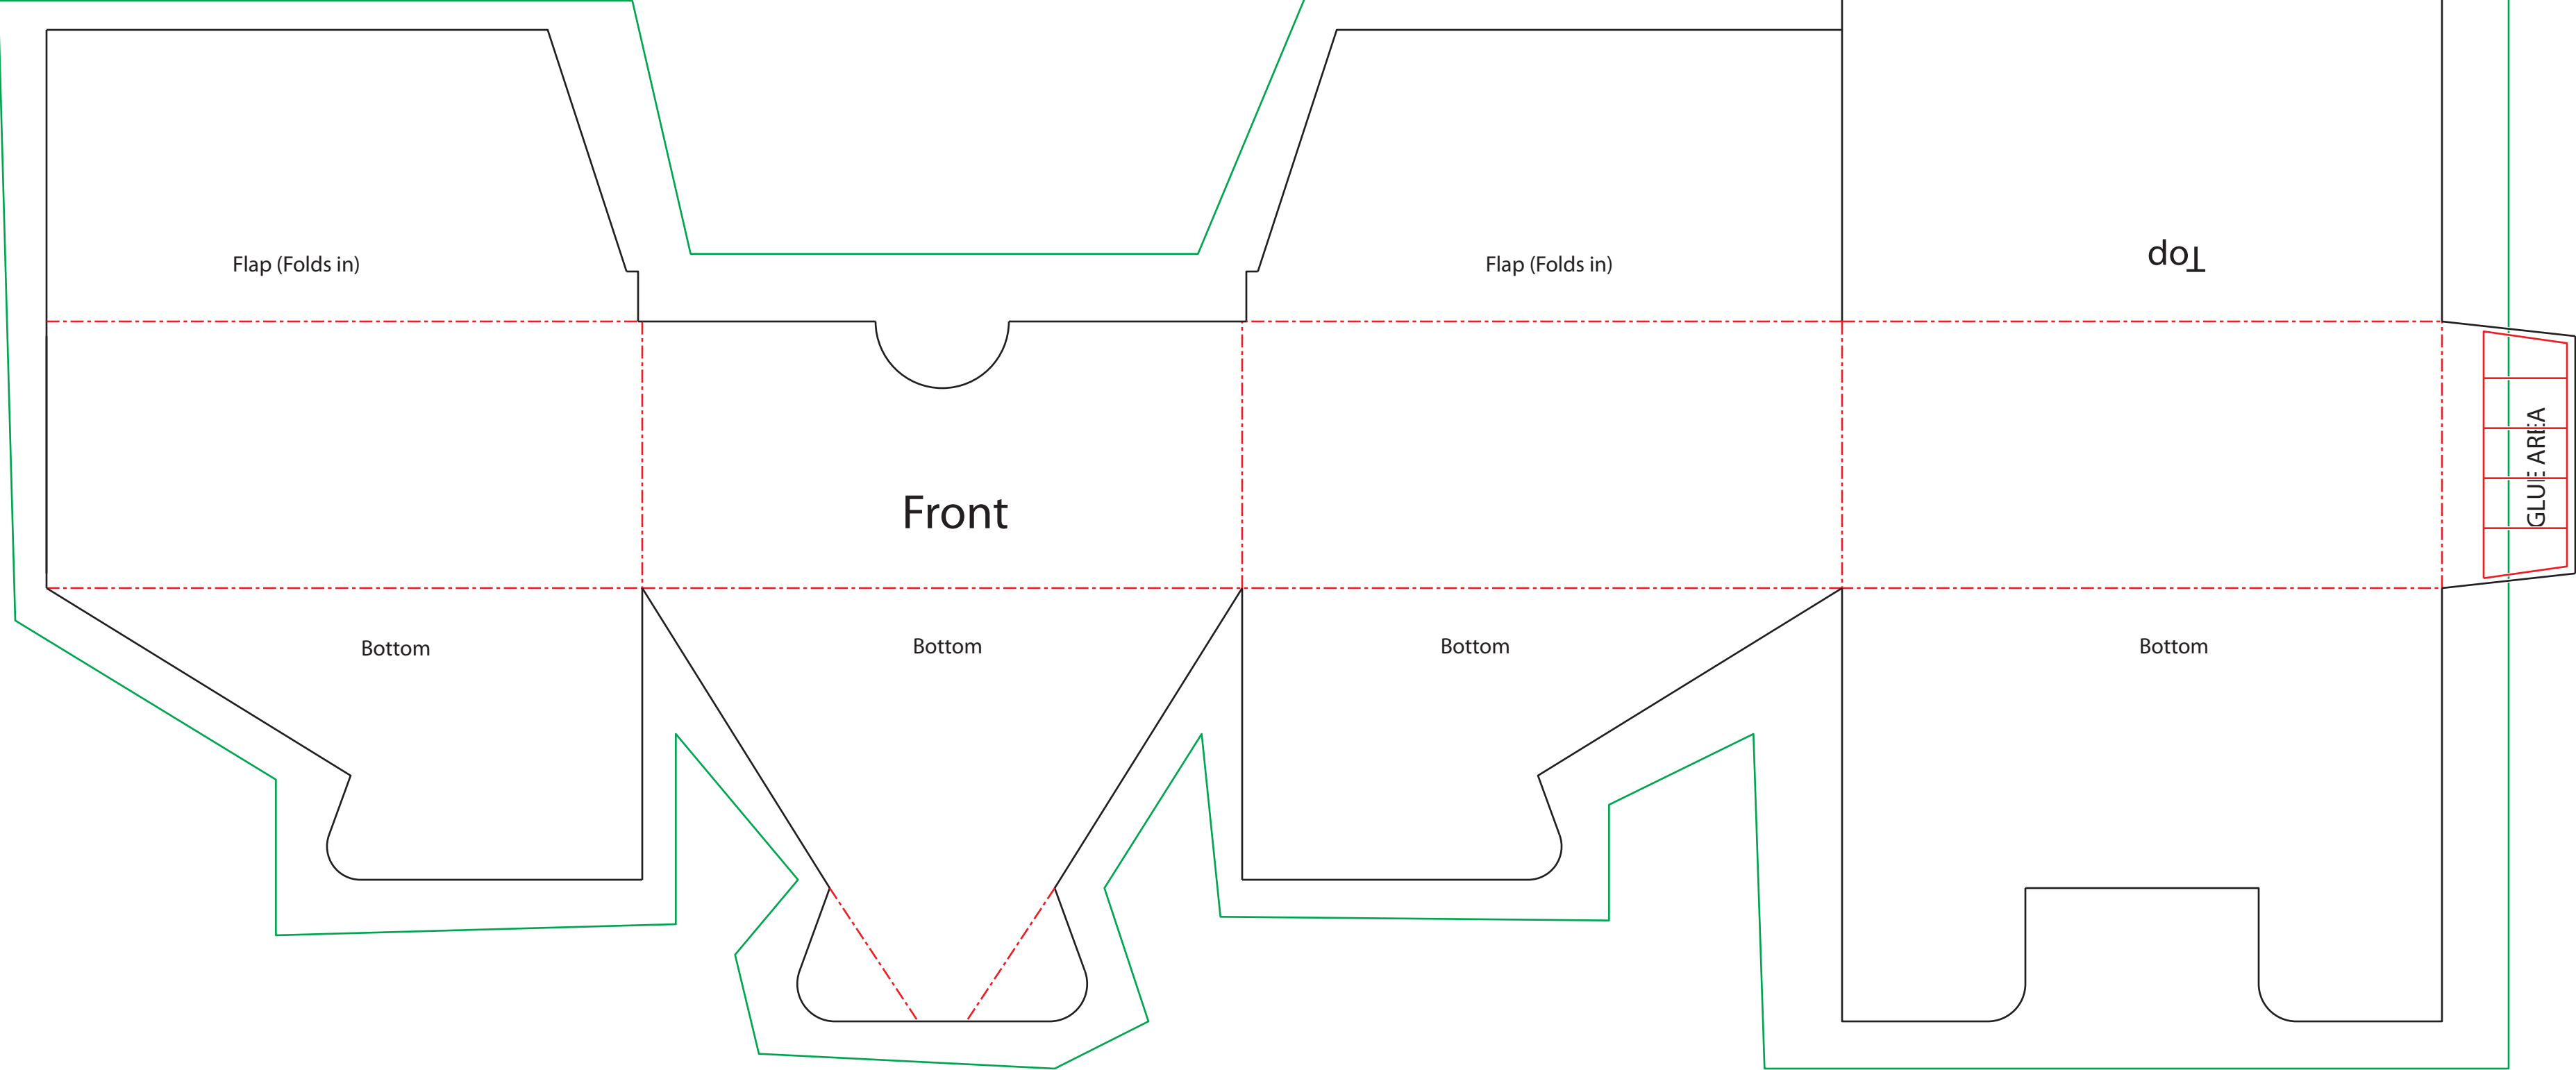 Flap (Folds in)
Flap (Folds in)
Top
GLUE AREA
Front
Bottom
Bottom
Bottom
Bottom